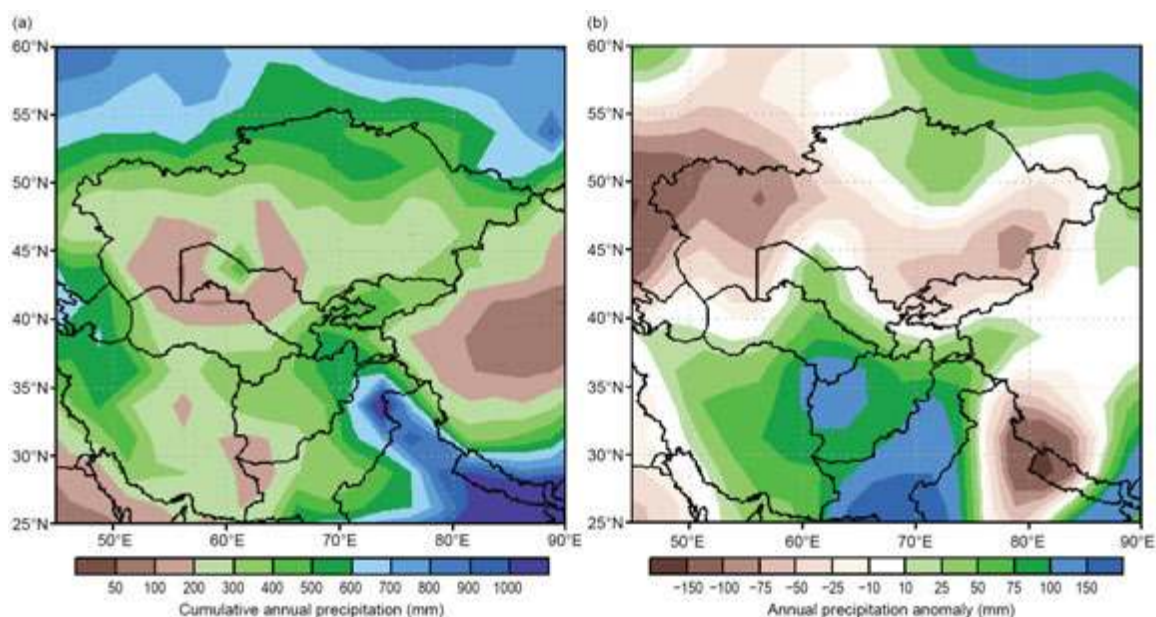 (a)
(b)
60°N
55°N
50°N
45°N
40°N
35°N
30°N
25°N
50°E
60°E
70°E
80°E
90°E
50 100 200 300 400 500 600 700 800 900 1000
Cumulative annual precipitation (mm)
60°N
55°N
50°N
45°N
40°N
35°N
30°N
25°N
50°E
60°E
70°E
80°E
90°E
−150 −100 −75 −50 −25 −10 10 25 50 75 100 150
Annual precipitation anomaly (mm)